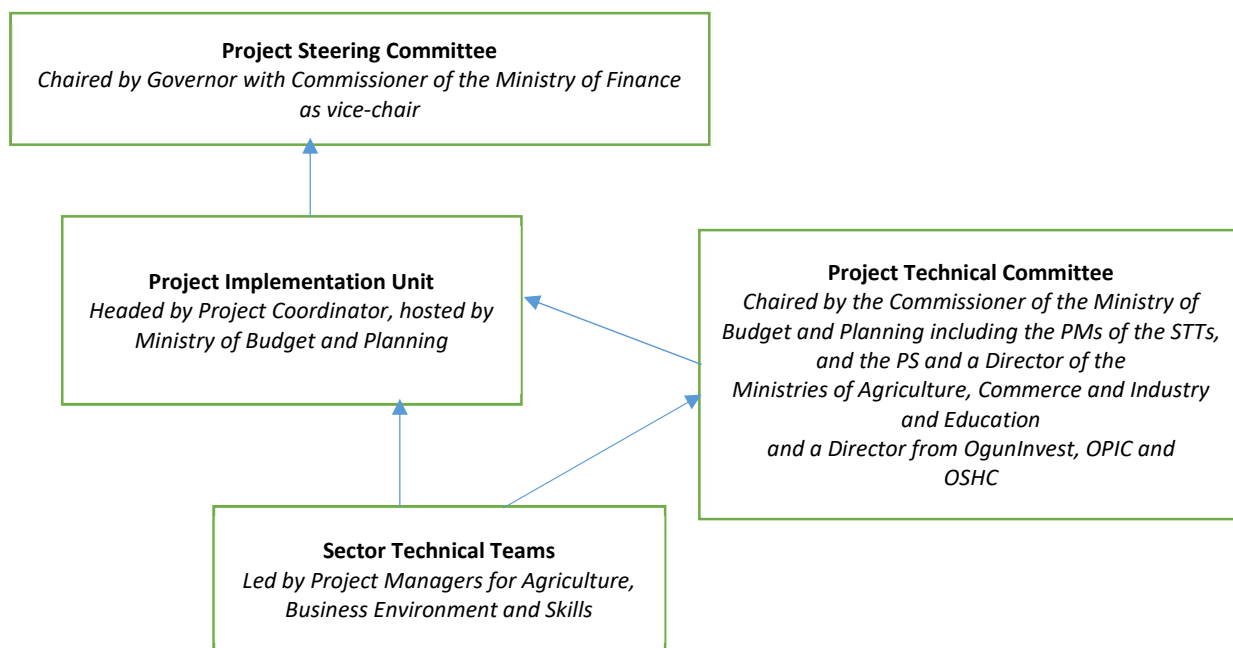 Project Steering Committee
Chaired by Governor with Commissioner of the Ministry of Finance
as vice-chair
Project Implementation Unit
Headed by Project Coordinator, hosted by
Ministry of Budget and Planning
Project Technical Committee
Chaired by the Commissioner of the Ministry of
Budget and Planning including the PMs of the STTs,
and the PS and a Director of the
Ministries of Agriculture, Commerce and Industry
and Education
and a Director from OgunInvest, OPIC and
OSHC
Sector Technical Teams
Led by Project Managers for Agriculture,
Business Environment and Skills